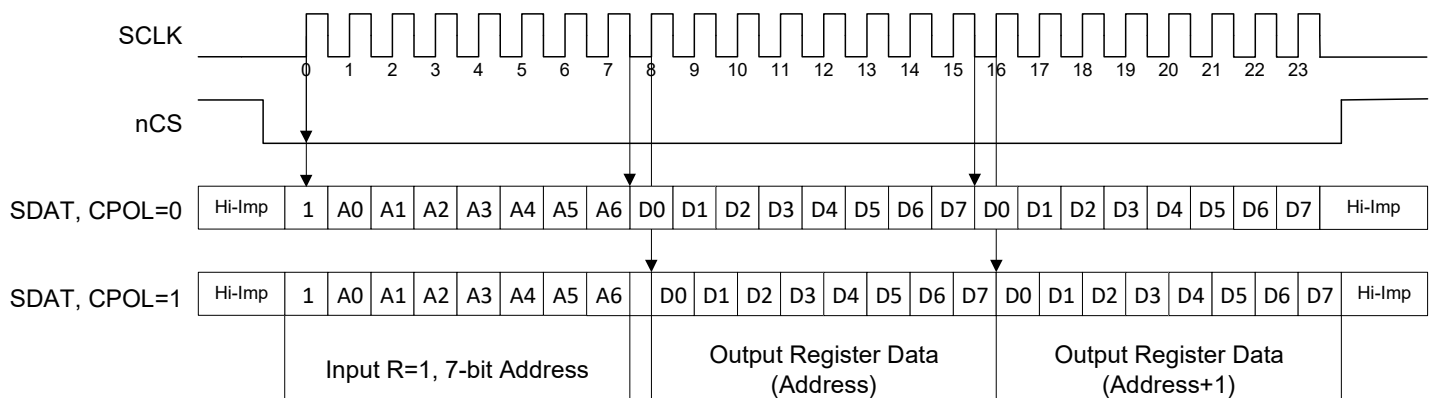 SCLK
0 1 2 3 4 5 6 7 8 9 10 11 12 13 14 15 16 17 18 19 20 21 22 23
nCS
SDAT, CPOL=0 Hi-Imp 1 A0 A1 A2 A3 A4 A5 A6 D0 D1 D2 D3 D4 D5 D6 D7 D0 D1 D2 D3 D4 D5 D6 D7 Hi-Imp
SDAT, CPOL=1 Hi-Imp 1 A0 A1 A2 A3 A4 A5 A6 D0 D1 D2 D3 D4 D5 D6 D7 D0 D1 D2 D3 D4 D5 D6 D7 Hi-Imp
Input R=1, 7-bit Address
Output Register Data
(Address)
Output Register Data
(Address+1)